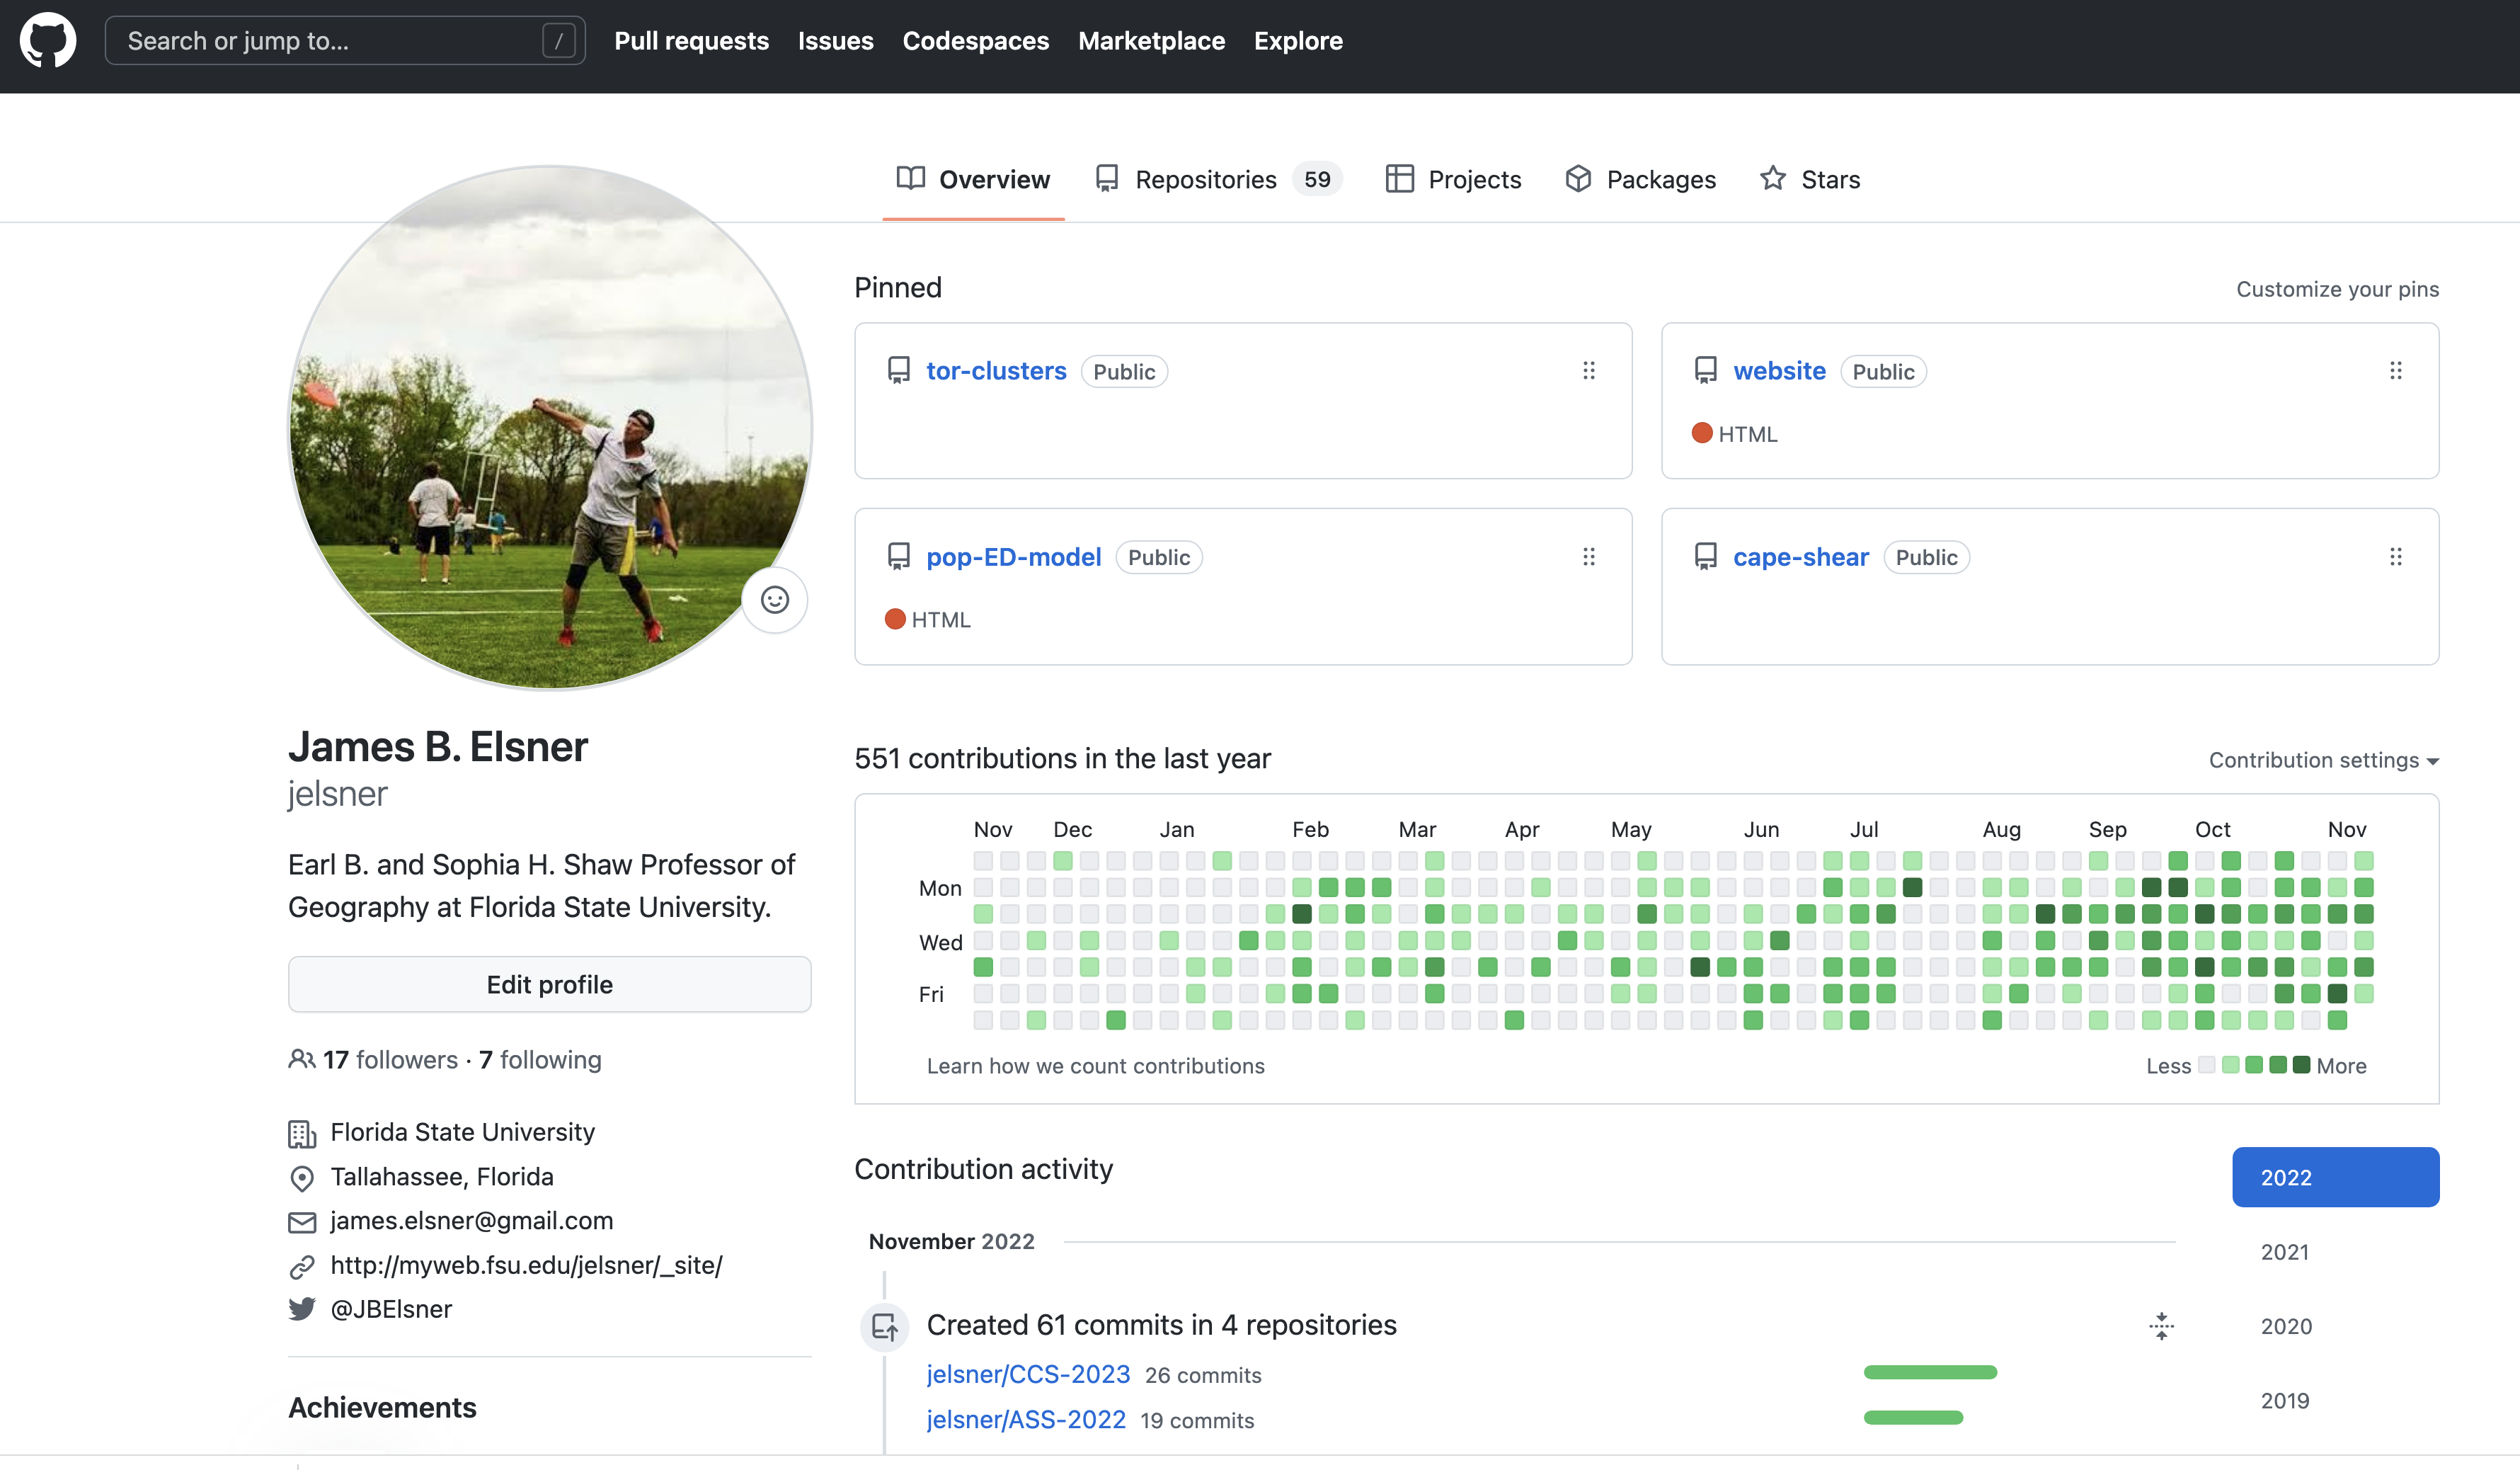 Search or jump to... /
Pull requests Issues Codespaces Marketplace Explore
Overview Repositories 59 Projects Packages Stars
James B. Elsner
jelsner
Earl B. and Sophia H. Shaw Professor of
Geography at Florida State University.
Edit profile
17 followers · 7 following
Florida State University
Tallahassee, Florida
james.elsner@gmail.com
http://myweb.fsu.edu/jelsner/_site/
@JBElsner
Achievements
Pinned
Customize your pins
tor-clusters Public
website Public
HTML
pop-ED-model Public
HTML
cape-shear Public
551 contributions in the last year
Contribution settings
Nov Dec Jan Feb Mar Apr May Jun Jul Aug Sep Oct Nov
Mon
Wed
Fri
Learn how we count contributions
Less More
Contribution activity
November 2022
Created 61 commits in 4 repositories
jelsner/CCS-2023 26 commits
jelsner/ASS-2022 19 commits
2022
2021
2020
2019